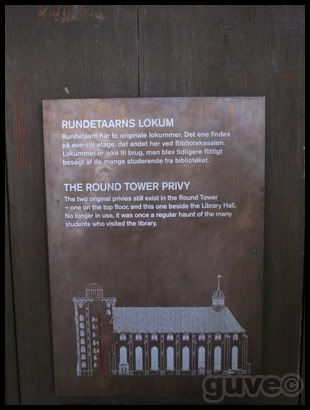 RUNDETAARNS LOKUM
Rundetaarn har to originale lokummer. Det ene findes
på øverste etage, det andet her ved Bibliotekssalen.
Lokummet er ikke til brug, men blev tidligere flittigt
besøgt af de mange studerende fra biblioteket.
THE ROUND TOWER PRIVY
The two original privies still exist in the Round Tower
– one on the top floor, and this one beside the Library Hall.
No longer in use, it was once a regular haunt of the many
students who visited the library.
guve©